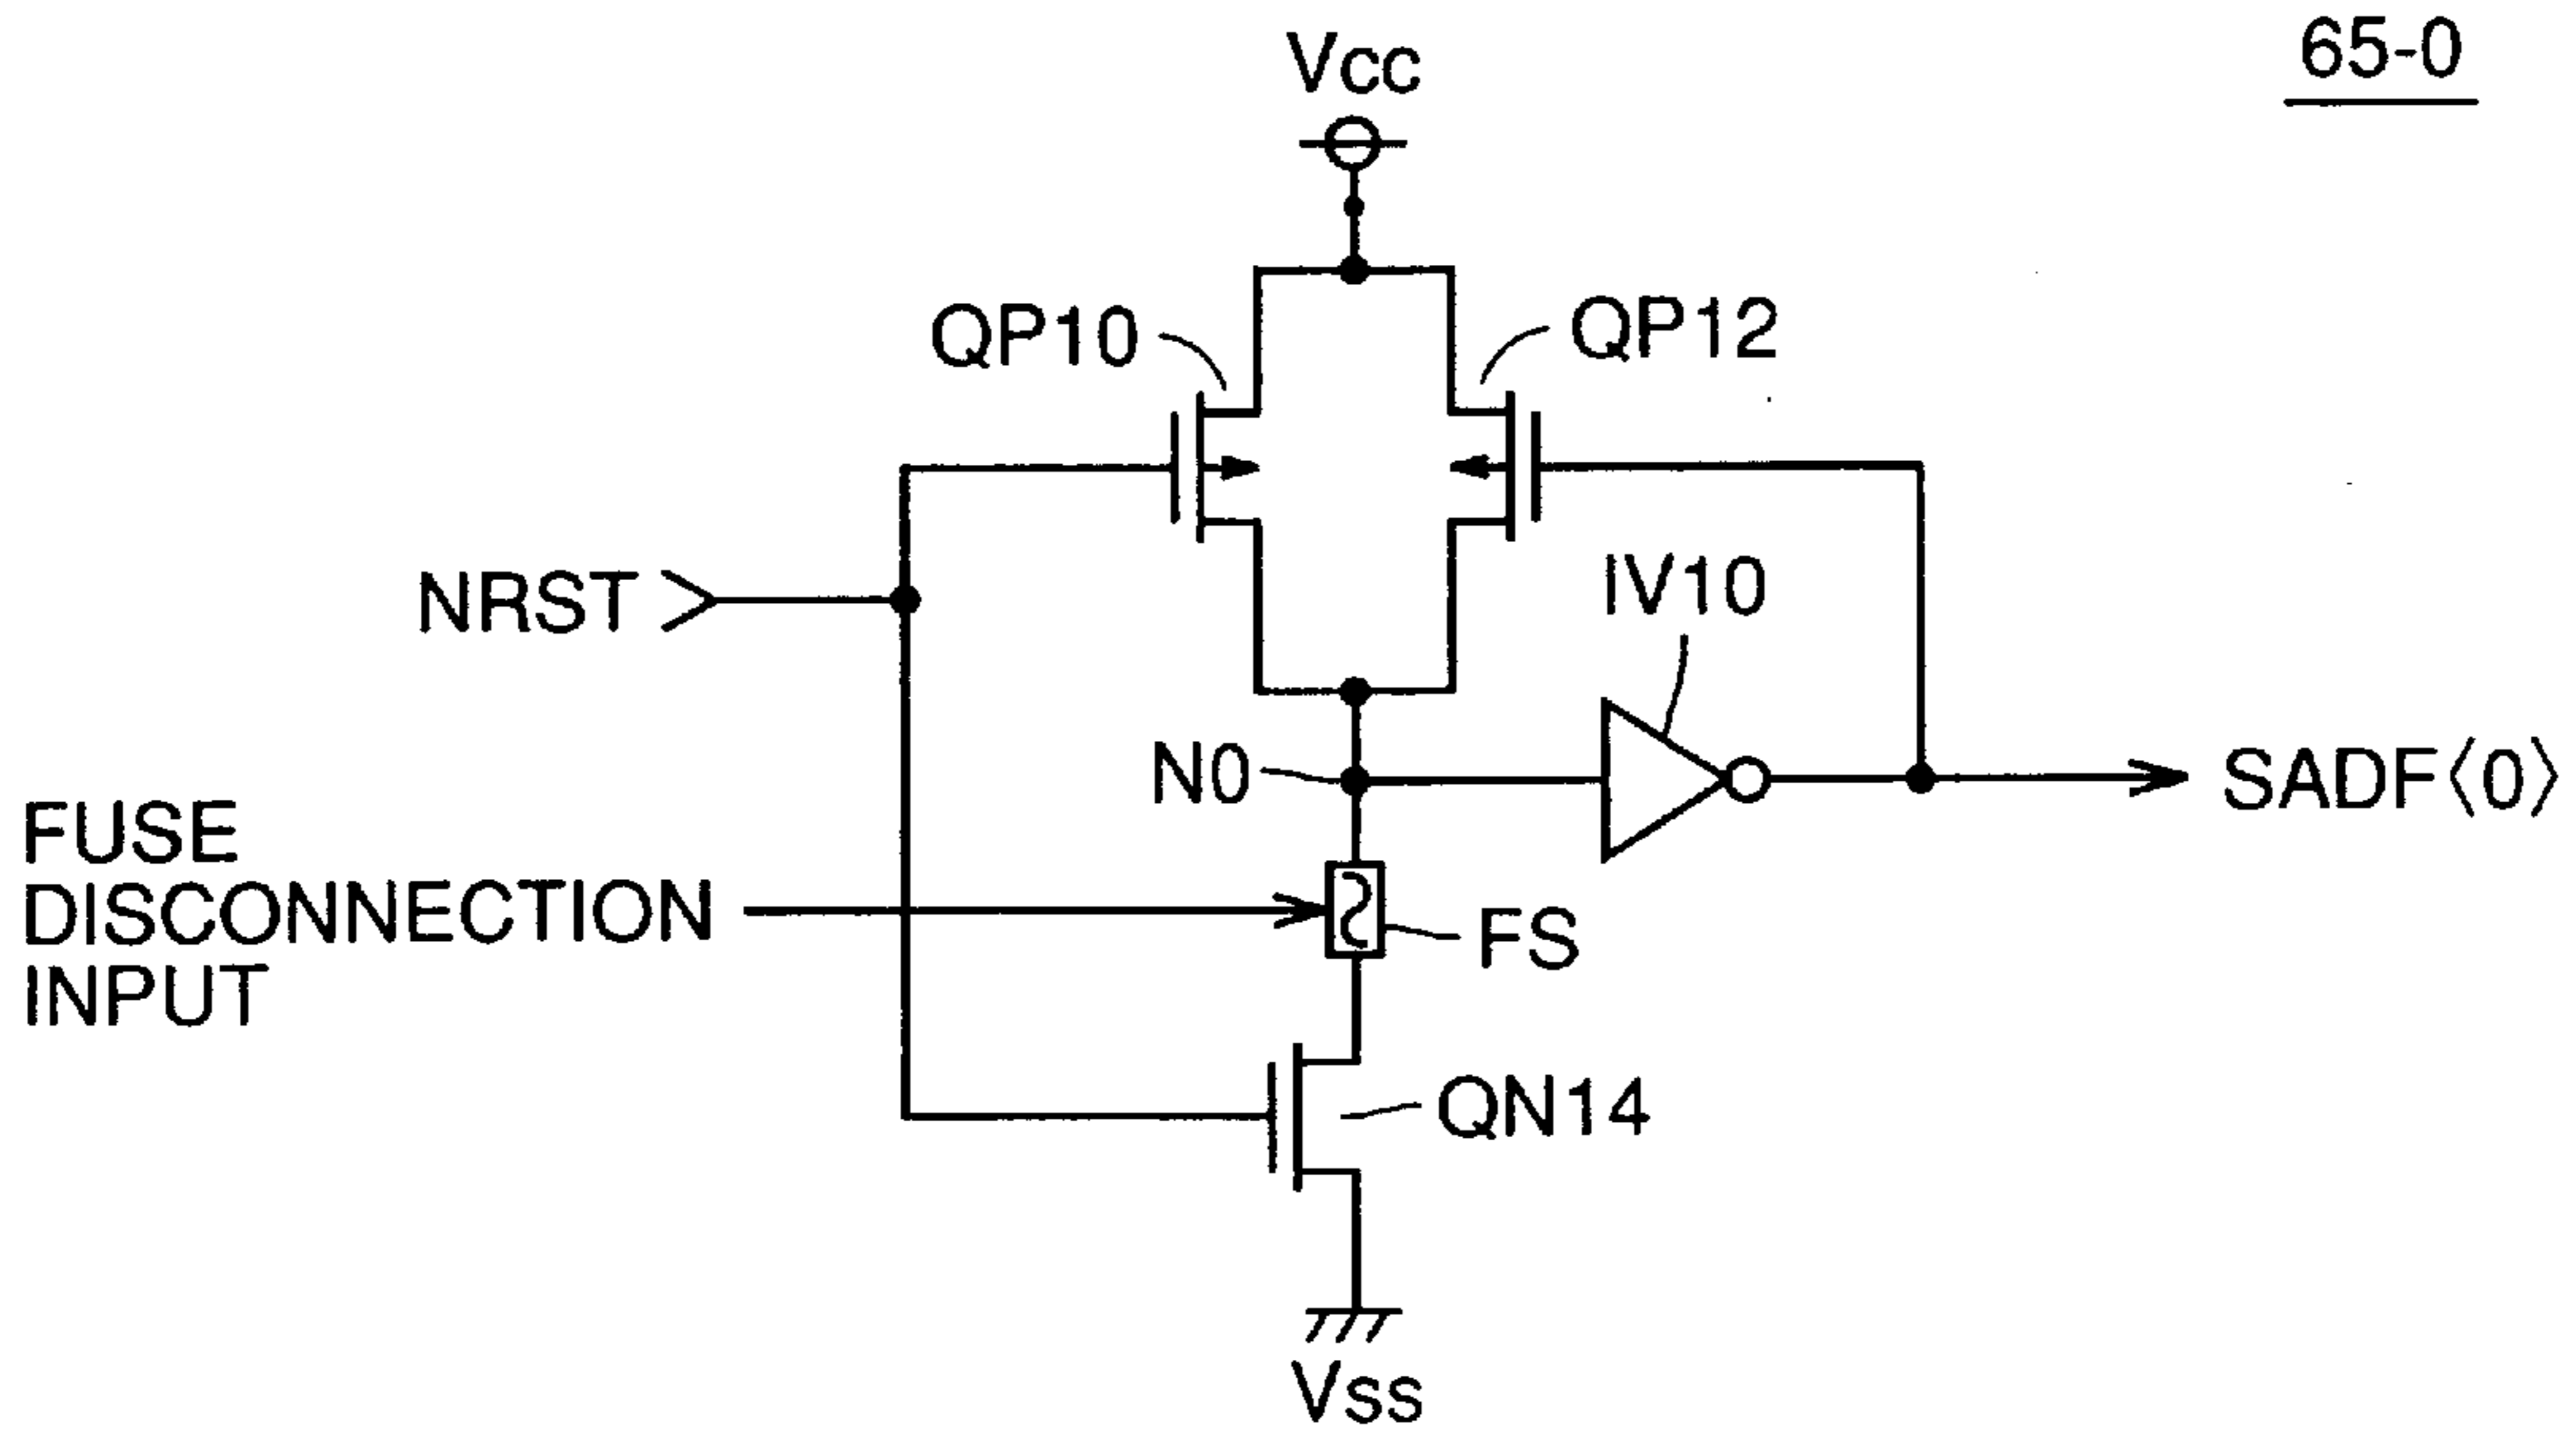 65-0
Vcc
QP10
QP12
IV10
NRST
N0
SADF〈0〉
FUSE
DISCONNECTION
INPUT
FS
QN14
Vss